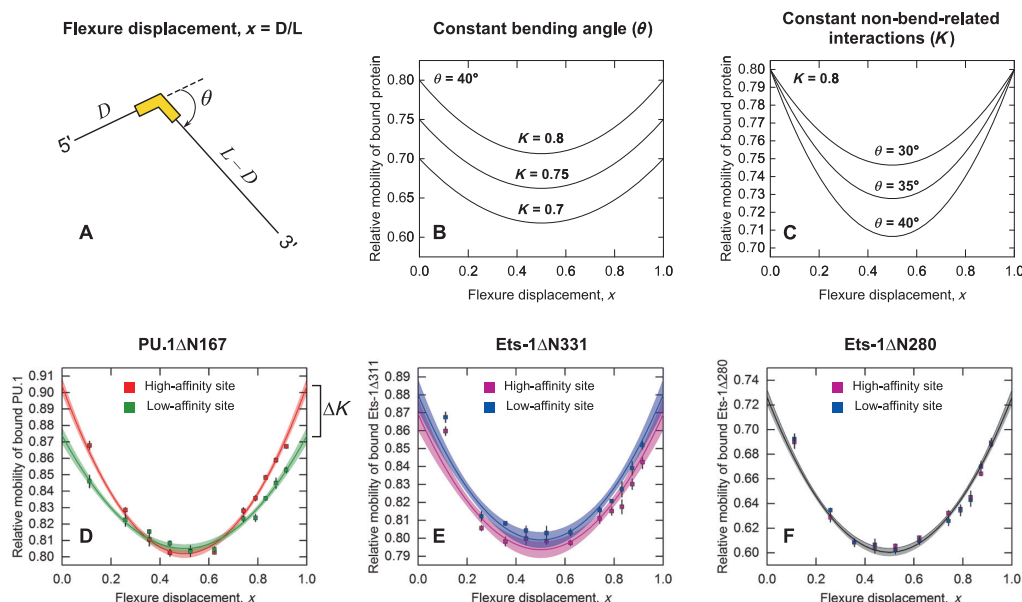 Flexure displacement, x = D/L
D
θ
L – D
5'
3'
A
Constant bending angle (θ)
Relative mobility of bound protein
0.80
0.75
0.70
0.65
0.60
θ = 40°
K = 0.8
K = 0.75
K = 0.7
B
0.0 0.2 0.4 0.6 0.8 1.0
Flexure displacement, x
Constant non-bend-related
interactions (K)
Relative mobility of bound protein
0.80
0.79
0.78
0.77
0.76
0.75
0.74
0.73
0.72
0.71
0.70
K = 0.8
θ = 30°
θ = 35°
θ = 40°
C
0.0 0.2 0.4 0.6 0.8 1.0
Flexure displacement, x
PU.1ΔN167
Relative mobility of bound PU.1
0.91
0.90
0.89
0.88
0.87
0.86
0.85
0.84
0.83
0.82
0.81
0.80
High-affinity site
Low-affinity site
ΔK
D
0.0 0.2 0.4 0.6 0.8 1.0
Flexure displacement, x
Ets-1ΔN331
Relative mobility of bound Ets-1Δ311
0.89
0.88
0.87
0.86
0.84
0.83
0.82
0.81
0.80
0.79
High-affinity site
Low-affinity site
E
0.0 0.2 0.4 0.6 0.8 1.0
Flexure displacement, x
Ets-1ΔN280
Relative mobility of bound Ets-1Δ280
0.74
0.72
0.70
0.68
0.66
0.64
0.62
0.60
High-affinity site
Low-affinity site
F
0.0 0.2 0.4 0.6 0.8 1.0
Flexure displacement, x